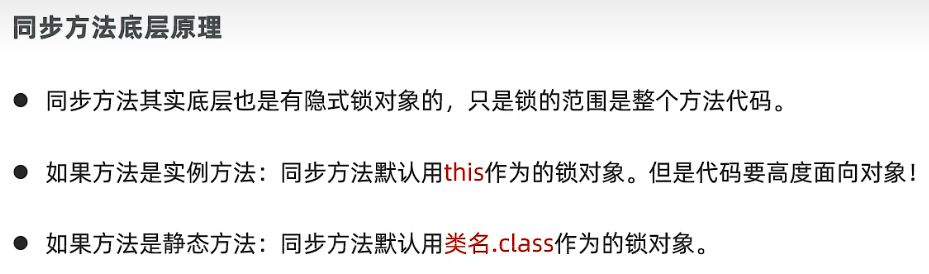 同步方法底层原理
● 同步方法其实底层也是有隐式锁对象的，只是锁的范围是整个方法代码。
● 如果方法是实例方法：同步方法默认用this作为的锁对象。但是代码要高度面向对象！
● 如果方法是静态方法：同步方法默认用类名.class作为的锁对象。